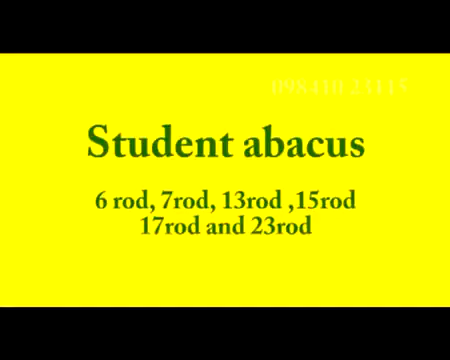 Student abacus
6 rod, 7rod, 13rod ,15rod
17rod and 23rod